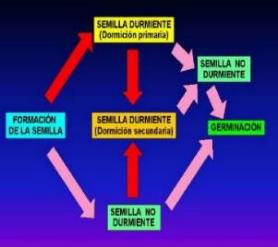 SEMILLA DURMIENTE
(Dormición primaria)
SEMILLA NO
DURMIENTE
FORMACIÓN
DE LA SEMILLA
SEMILLA DURMIENTE
(Dormición secundaria)
GERMINACIÓN
SEMILLA NO
DURMIENTE